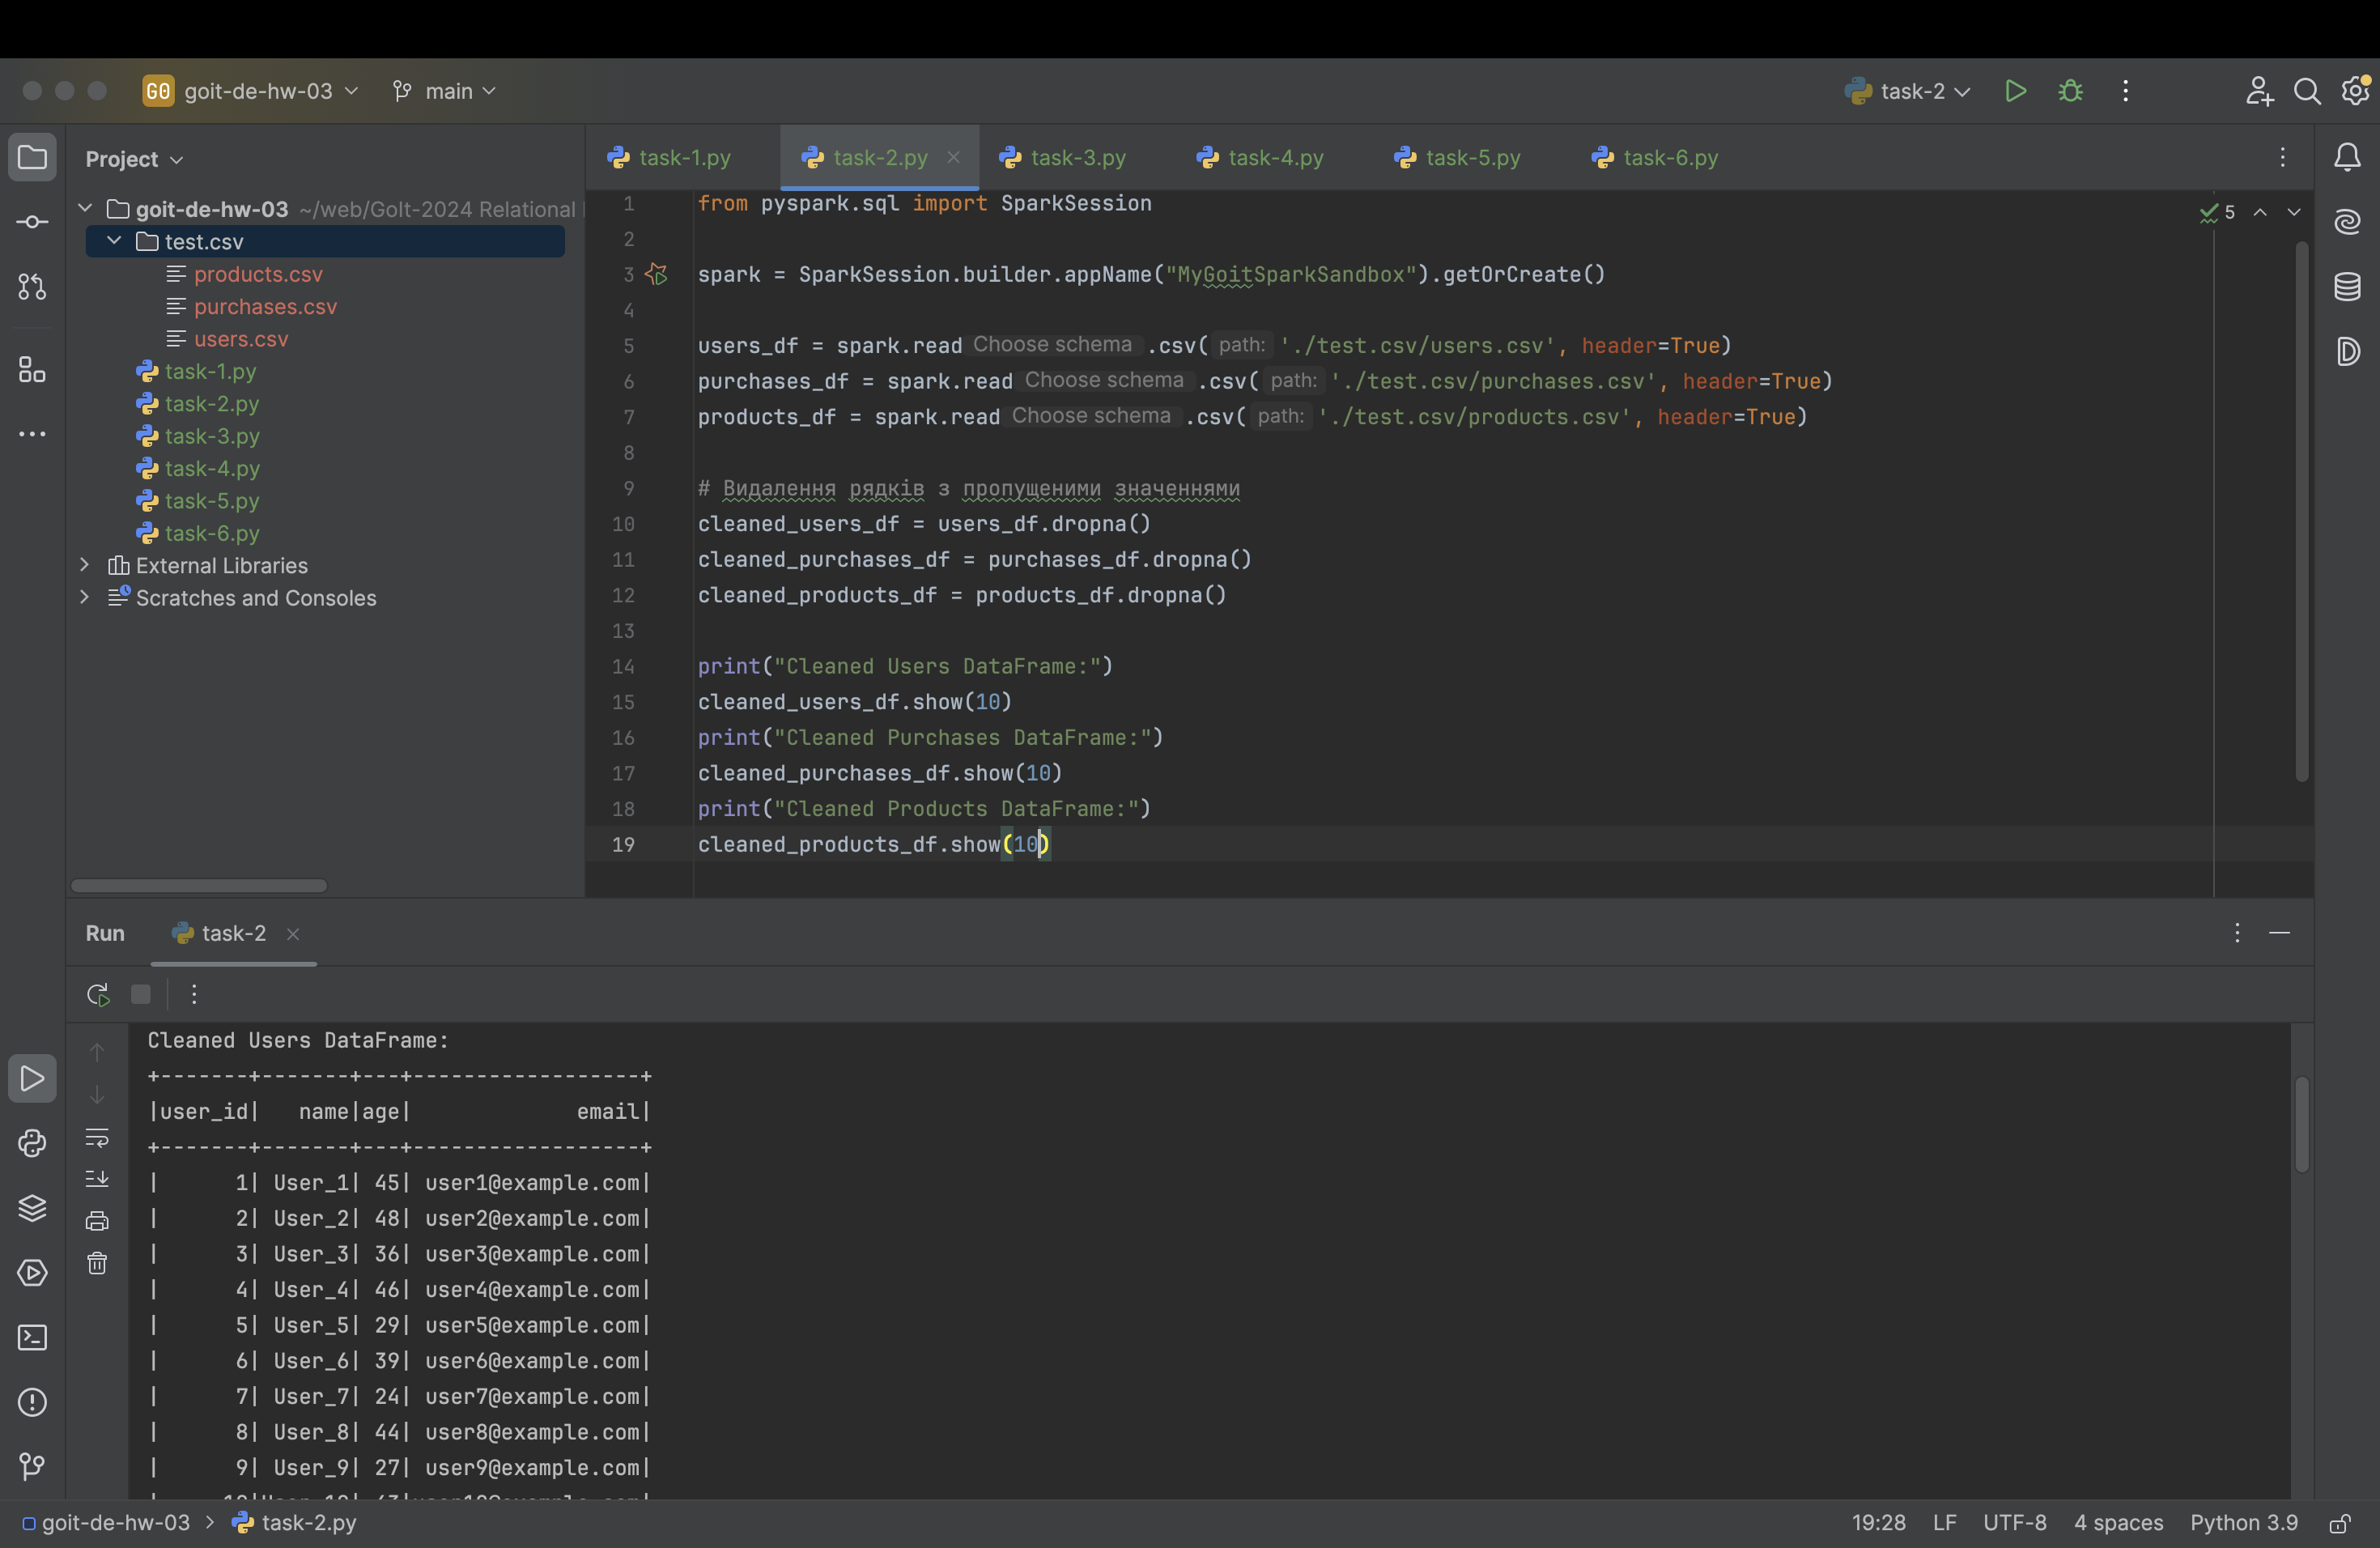 GO goit-de-hw-03 main task-2
Project
task-1.py task-2.py task-3.py task-4.py task-5.py task-6.py
goit-de-hw-03 ~/web/GoIt-2024 Relational
test.csv
products.csv
purchases.csv
users.csv
task-1.py
task-2.py
task-3.py
task-4.py
task-5.py
task-6.py
External Libraries
Scratches and Consoles
5
1 from pyspark.sql import SparkSession
2
3 spark = SparkSession.builder.appName("MyGoitSparkSandbox").getOrCreate()
4
5 users_df = spark.read Choose schema .csv( path: './test.csv/users.csv', header=True)
6 purchases_df = spark.read Choose schema .csv( path: './test.csv/purchases.csv', header=True)
7 products_df = spark.read Choose schema .csv( path: './test.csv/products.csv', header=True)
8
9 # Видалення рядків з пропущеними значеннями
10 cleaned_users_df = users_df.dropna()
11 cleaned_purchases_df = purchases_df.dropna()
12 cleaned_products_df = products_df.dropna()
13
14 print("Cleaned Users DataFrame:")
15 cleaned_users_df.show(10)
16 print("Cleaned Purchases DataFrame:")
17 cleaned_purchases_df.show(10)
18 print("Cleaned Products DataFrame:")
19 cleaned_products_df.show(10)
Run task-2
Cleaned Users DataFrame:
+-------+-------+---+------------------+
|user_id|   name|age|             email|
+-------+-------+---+------------------+
|      1| User_1| 45| user1@example.com|
|      2| User_2| 48| user2@example.com|
|      3| User_3| 36| user3@example.com|
|      4| User_4| 46| user4@example.com|
|      5| User_5| 29| user5@example.com|
|      6| User_6| 39| user6@example.com|
|      7| User_7| 24| user7@example.com|
|      8| User_8| 44| user8@example.com|
|      9| User_9| 27| user9@example.com|
goit-de-hw-03 > task-2.py 19:28 LF UTF-8 4 spaces Python 3.9